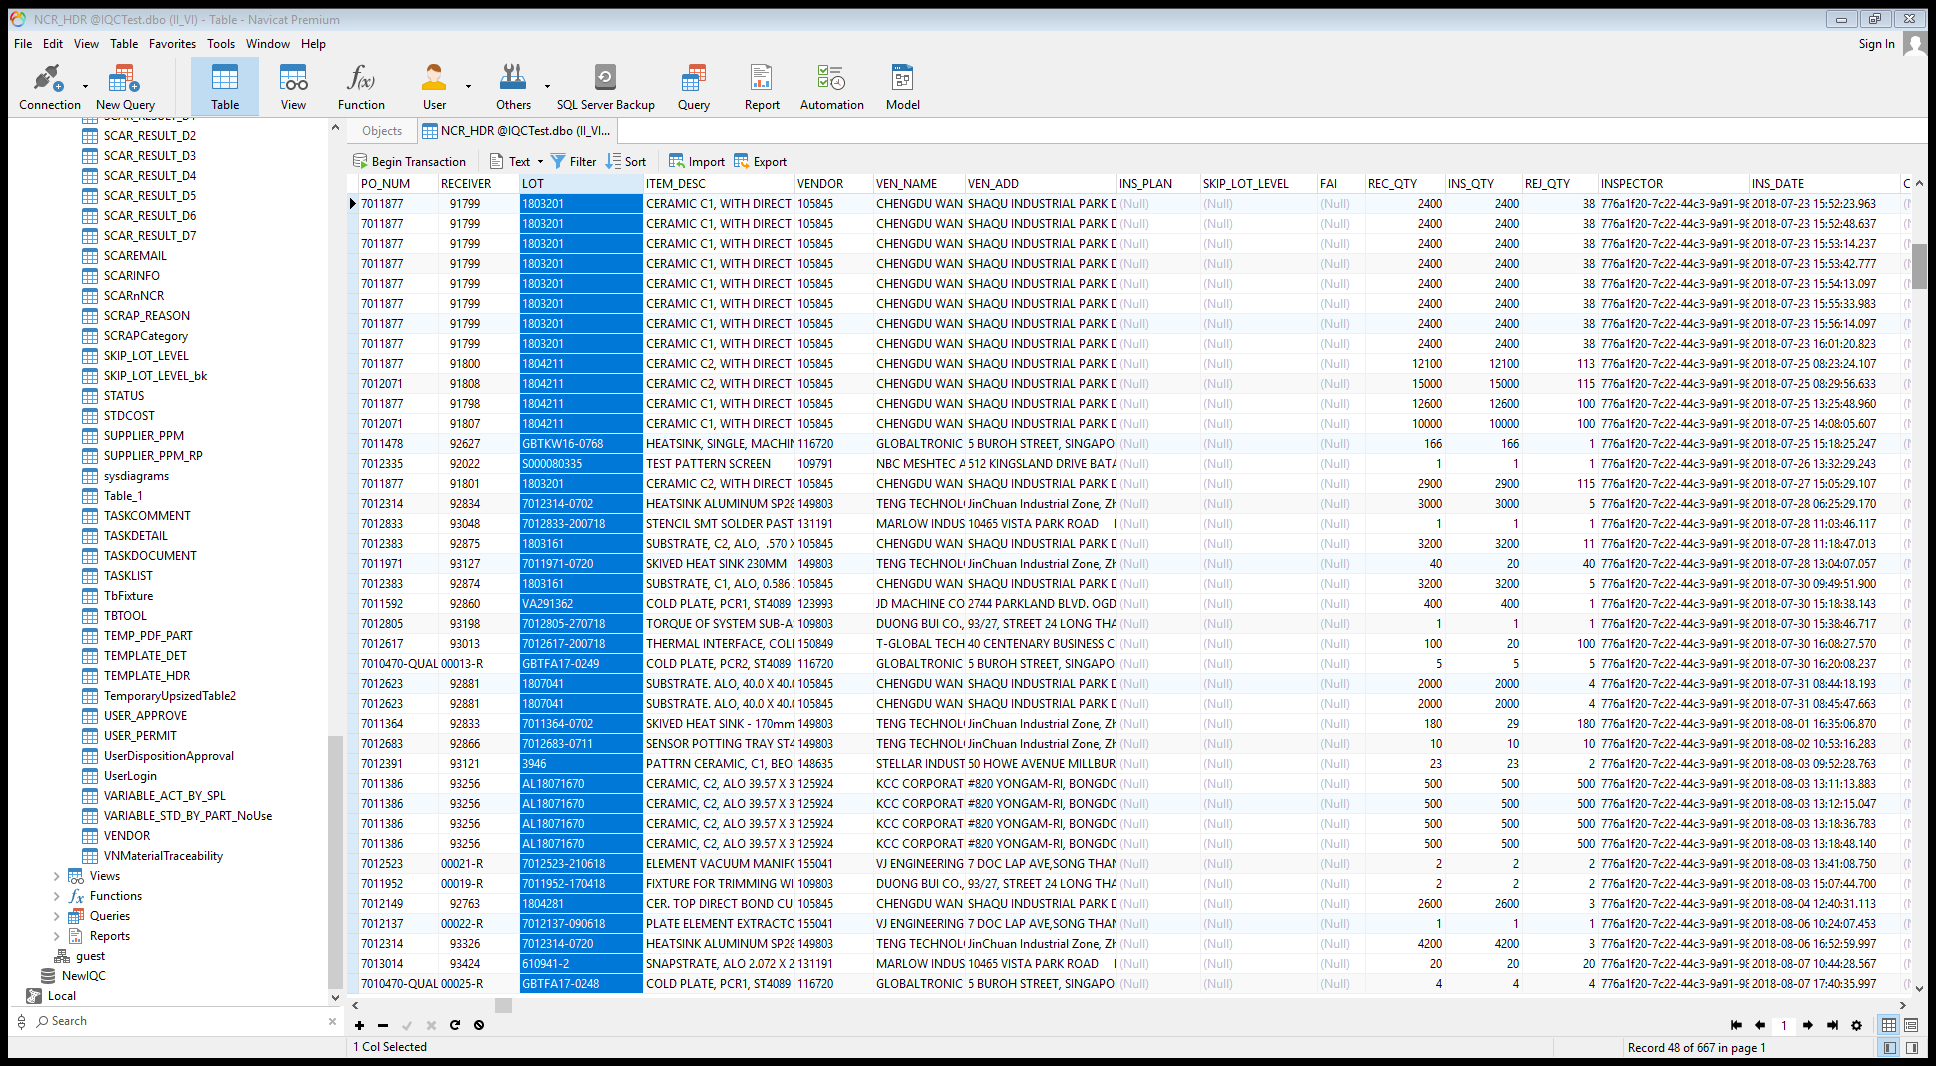 NCR_HDR @IQCTest.dbo (II_VI) - Table - Navicat Premium
File Edit View Table Favorites Tools Window Help Sign In
Connection New Query Table View Function User Others SQL Server Backup Query Report Automation Model
SCAR_RESULT_D2
SCAR_RESULT_D3
SCAR_RESULT_D4
SCAR_RESULT_D5
SCAR_RESULT_D6
SCAR_RESULT_D7
SCAREMAIL
SCARINFO
SCARnNCR
SCRAP_REASON
SCRAPCategory
SKIP_LOT_LEVEL
SKIP_LOT_LEVEL_bk
STATUS
STDCOST
SUPPLIER_PPM
SUPPLIER_PPM_RP
sysdiagrams
Table_1
TASKCOMMENT
TASKDETAIL
TASKDOCUMENT
TASKLIST
TbFixture
TBTOOL
TEMP_PDF_PART
TEMPLATE_DET
TEMPLATE_HDR
TemporaryUpsizedTable2
USER_APPROVE
USER_PERMIT
UserDispositionApproval
UserLogin
VARIABLE_ACT_BY_SPL
VARIABLE_STD_BY_PART_NoUse
VENDOR
VNMaterialTraceability
Views
Functions
Queries
Reports
guest
NewIQC
Local
Search
Objects NCR_HDR @IQCTest.dbo (II_VI...
Begin Transaction Text Filter Sort Import Export
PO_NUM RECEIVER LOT ITEM_DESC VENDOR VEN_NAME VEN_ADD INS_PLAN SKIP_LOT_LEVEL FAI REC_QTY INS_QTY REJ_QTY INSPECTOR INS_DATE C
7011877 91799 1803201 CERAMIC C1, WITH DIRECT 105845 CHENGDU WAN SHAQU INDUSTRIAL PARK D (Null) (Null) (Null) 2400 2400 38 776a1f20-7c22-44c3-9a91-98 2018-07-23 15:52:23.963
7011877 91799 1803201 CERAMIC C1, WITH DIRECT 105845 CHENGDU WAN SHAQU INDUSTRIAL PARK D (Null) (Null) (Null) 2400 2400 38 776a1f20-7c22-44c3-9a91-98 2018-07-23 15:52:48.637
7011877 91799 1803201 CERAMIC C1, WITH DIRECT 105845 CHENGDU WAN SHAQU INDUSTRIAL PARK D (Null) (Null) (Null) 2400 2400 38 776a1f20-7c22-44c3-9a91-98 2018-07-23 15:53:14.237
7011877 91799 1803201 CERAMIC C1, WITH DIRECT 105845 CHENGDU WAN SHAQU INDUSTRIAL PARK D (Null) (Null) (Null) 2400 2400 38 776a1f20-7c22-44c3-9a91-98 2018-07-23 15:53:42.777
7011877 91799 1803201 CERAMIC C1, WITH DIRECT 105845 CHENGDU WAN SHAQU INDUSTRIAL PARK D (Null) (Null) (Null) 2400 2400 38 776a1f20-7c22-44c3-9a91-98 2018-07-23 15:54:13.097
7011877 91799 1803201 CERAMIC C1, WITH DIRECT 105845 CHENGDU WAN SHAQU INDUSTRIAL PARK D (Null) (Null) (Null) 2400 2400 38 776a1f20-7c22-44c3-9a91-98 2018-07-23 15:55:33.983
7011877 91799 1803201 CERAMIC C1, WITH DIRECT 105845 CHENGDU WAN SHAQU INDUSTRIAL PARK D (Null) (Null) (Null) 2400 2400 38 776a1f20-7c22-44c3-9a91-98 2018-07-23 15:56:14.097
7011877 91799 1803201 CERAMIC C1, WITH DIRECT 105845 CHENGDU WAN SHAQU INDUSTRIAL PARK D (Null) (Null) (Null) 2400 2400 38 776a1f20-7c22-44c3-9a91-98 2018-07-23 16:01:20.823
7011877 91800 1804211 CERAMIC C2, WITH DIRECT 105845 CHENGDU WAN SHAQU INDUSTRIAL PARK D (Null) (Null) (Null) 12100 12100 113 776a1f20-7c22-44c3-9a91-98 2018-07-25 08:23:24.107
7012071 91808 1804211 CERAMIC C2, WITH DIRECT 105845 CHENGDU WAN SHAQU INDUSTRIAL PARK D (Null) (Null) (Null) 15000 15000 115 776a1f20-7c22-44c3-9a91-98 2018-07-25 08:29:56.633
7011877 91798 1804211 CERAMIC C1, WITH DIRECT 105845 CHENGDU WAN SHAQU INDUSTRIAL PARK D (Null) (Null) (Null) 12600 12600 100 776a1f20-7c22-44c3-9a91-98 2018-07-25 13:25:48.960
7012071 91807 1804211 CERAMIC C1, WITH DIRECT 105845 CHENGDU WAN SHAQU INDUSTRIAL PARK D (Null) (Null) (Null) 10000 10000 100 776a1f20-7c22-44c3-9a91-98 2018-07-25 14:08:05.607
7011478 92627 GBTKW16-0768 HEATSINK, SINGLE, MACHIN 116720 GLOBALTRONIC 5 BUROH STREET, SINGAPO (Null) (Null) (Null) 166 166 1 776a1f20-7c22-44c3-9a91-98 2018-07-25 15:18:25.247
7012335 92022 S000080335 TEST PATTERN SCREEN 109791 NBC MESHTEC A 512 KINGSLAND DRIVE BATA (Null) (Null) (Null) 1 1 1 776a1f20-7c22-44c3-9a91-98 2018-07-26 13:32:29.243
7011877 91801 1803201 CERAMIC C2, WITH DIRECT 105845 CHENGDU WAN SHAQU INDUSTRIAL PARK D (Null) (Null) (Null) 2900 2900 115 776a1f20-7c22-44c3-9a91-98 2018-07-27 15:05:29.107
7012314 92834 7012314-0702 HEATSINK ALUMINUM SP28 149803 TENG TECHNOL JinChuan Industrial Zone, Zh (Null) (Null) (Null) 3000 3000 5 776a1f20-7c22-44c3-9a91-98 2018-07-28 06:25:29.170
7012833 93048 7012833-200718 STENCIL SMT SOLDER PAST 131191 MARLOW INDUS 10465 VISTA PARK ROAD (Null) (Null) (Null) 1 1 1 776a1f20-7c22-44c3-9a91-98 2018-07-28 11:03:46.117
7012383 92875 1803161 SUBSTRATE, C2, ALO, .570 X 105845 CHENGDU WAN SHAQU INDUSTRIAL PARK D (Null) (Null) (Null) 3200 3200 11 776a1f20-7c22-44c3-9a91-98 2018-07-28 11:18:47.013
7011971 93127 7011971-0720 SKIVED HEAT SINK 230MM 149803 TENG TECHNOL JinChuan Industrial Zone, Zh (Null) (Null) (Null) 40 20 40 776a1f20-7c22-44c3-9a91-98 2018-07-28 13:04:07.057
7012383 92874 1803161 SUBSTRATE, C1, ALO, 0.586 105845 CHENGDU WAN SHAQU INDUSTRIAL PARK D (Null) (Null) (Null) 3200 3200 5 776a1f20-7c22-44c3-9a91-98 2018-07-30 09:49:51.900
7011592 92860 VA291362 COLD PLATE, PCR1, ST4089 123993 JD MACHINE CO 2744 PARKLAND BLVD. OGD (Null) (Null) (Null) 400 400 1 776a1f20-7c22-44c3-9a91-98 2018-07-30 15:18:38.143
7012805 93198 7012805-270718 TORQUE OF SYSTEM SUB-A 109803 DUONG BUI CO., 93/27, STREET 24 LONG THA (Null) (Null) (Null) 1 1 1 776a1f20-7c22-44c3-9a91-98 2018-07-30 15:38:46.717
7012617 93013 7012617-200718 THERMAL INTERFACE, COLI 150849 T-GLOBAL TECH 40 CENTENARY BUSINESS C (Null) (Null) (Null) 100 20 100 776a1f20-7c22-44c3-9a91-98 2018-07-30 16:08:27.570
7010470-QUAL 00013-R GBTFA17-0249 COLD PLATE, PCR2, ST4089 116720 GLOBALTRONIC 5 BUROH STREET, SINGAPO (Null) (Null) (Null) 5 5 5 776a1f20-7c22-44c3-9a91-98 2018-07-30 16:20:08.237
7012623 92881 1807041 SUBSTRATE. ALO, 40.0 X 40.0 105845 CHENGDU WAN SHAQU INDUSTRIAL PARK D (Null) (Null) (Null) 2000 2000 4 776a1f20-7c22-44c3-9a91-98 2018-07-31 08:44:18.193
7012623 92881 1807041 SUBSTRATE. ALO, 40.0 X 40.0 105845 CHENGDU WAN SHAQU INDUSTRIAL PARK D (Null) (Null) (Null) 2000 2000 4 776a1f20-7c22-44c3-9a91-98 2018-07-31 08:45:47.663
7011364 92833 7011364-0702 SKIVED HEAT SINK - 170mm 149803 TENG TECHNOL JinChuan Industrial Zone, Zh (Null) (Null) (Null) 180 29 180 776a1f20-7c22-44c3-9a91-98 2018-08-01 16:35:06.870
7012683 92866 7012683-0711 SENSOR POTTING TRAY ST4 149803 TENG TECHNOL JinChuan Industrial Zone, Zh (Null) (Null) (Null) 10 10 10 776a1f20-7c22-44c3-9a91-98 2018-08-02 10:53:16.283
7012391 93121 3946 PATTRN CERAMIC, C1, BEO 148635 STELLAR INDUST 50 HOWE AVENUE MILLBUR (Null) (Null) (Null) 23 23 2 776a1f20-7c22-44c3-9a91-98 2018-08-03 09:52:28.763
7011386 93256 AL18071670 CERAMIC, C2, ALO 39.57 X 3 125924 KCC CORPORAT #820 YONGAM-RI, BONGDO (Null) (Null) (Null) 500 500 500 776a1f20-7c22-44c3-9a91-98 2018-08-03 13:11:13.883
7011386 93256 AL18071670 CERAMIC, C2, ALO 39.57 X 3 125924 KCC CORPORAT #820 YONGAM-RI, BONGDO (Null) (Null) (Null) 500 500 500 776a1f20-7c22-44c3-9a91-98 2018-08-03 13:12:15.047
7011386 93256 AL18071670 CERAMIC, C2, ALO 39.57 X 3 125924 KCC CORPORAT #820 YONGAM-RI, BONGDO (Null) (Null) (Null) 500 500 500 776a1f20-7c22-44c3-9a91-98 2018-08-03 13:18:36.783
7011386 93256 AL18071670 CERAMIC, C2, ALO 39.57 X 3 125924 KCC CORPORAT #820 YONGAM-RI, BONGDO (Null) (Null) (Null) 500 500 500 776a1f20-7c22-44c3-9a91-98 2018-08-03 13:18:48.140
7012523 00021-R 7012523-210618 ELEMENT VACUUM MANIFO 155041 VJ ENGINEERING 7 DOC LAP AVE,SONG THAN (Null) (Null) (Null) 2 2 2 776a1f20-7c22-44c3-9a91-98 2018-08-03 13:41:08.750
7011952 00019-R 7011952-170418 FIXTURE FOR TRIMMING WI 109803 DUONG BUI CO., 93/27, STREET 24 LONG THA (Null) (Null) (Null) 2 2 2 776a1f20-7c22-44c3-9a91-98 2018-08-03 15:07:44.700
7012149 92763 1804281 CER. TOP DIRECT BOND CU 105845 CHENGDU WAN SHAQU INDUSTRIAL PARK D (Null) (Null) (Null) 2600 2600 3 776a1f20-7c22-44c3-9a91-98 2018-08-04 12:40:31.113
7012137 00022-R 7012137-090618 PLATE ELEMENT EXTRACTO 155041 VJ ENGINEERING 7 DOC LAP AVE,SONG THAN (Null) (Null) (Null) 1 1 1 776a1f20-7c22-44c3-9a91-98 2018-08-06 10:24:07.453
7012314 93326 7012314-0720 HEATSINK ALUMINUM SP28 149803 TENG TECHNOL JinChuan Industrial Zone, Zh (Null) (Null) (Null) 4200 4200 3 776a1f20-7c22-44c3-9a91-98 2018-08-06 16:52:59.997
7013014 93424 610941-2 SNAPSTRATE, ALO 2.072 X 2 131191 MARLOW INDUS 10465 VISTA PARK ROAD (Null) (Null) (Null) 20 20 20 776a1f20-7c22-44c3-9a91-98 2018-08-07 10:44:28.567
7010470-QUAL 00025-R GBTFA17-0248 COLD PLATE, PCR1, ST4089 116720 GLOBALTRONIC 5 BUROH STREET, SINGAPO (Null) (Null) (Null) 4 4 4 776a1f20-7c22-44c3-9a91-98 2018-08-07 17:40:35.997
1
1 Col Selected Record 48 of 667 in page 1